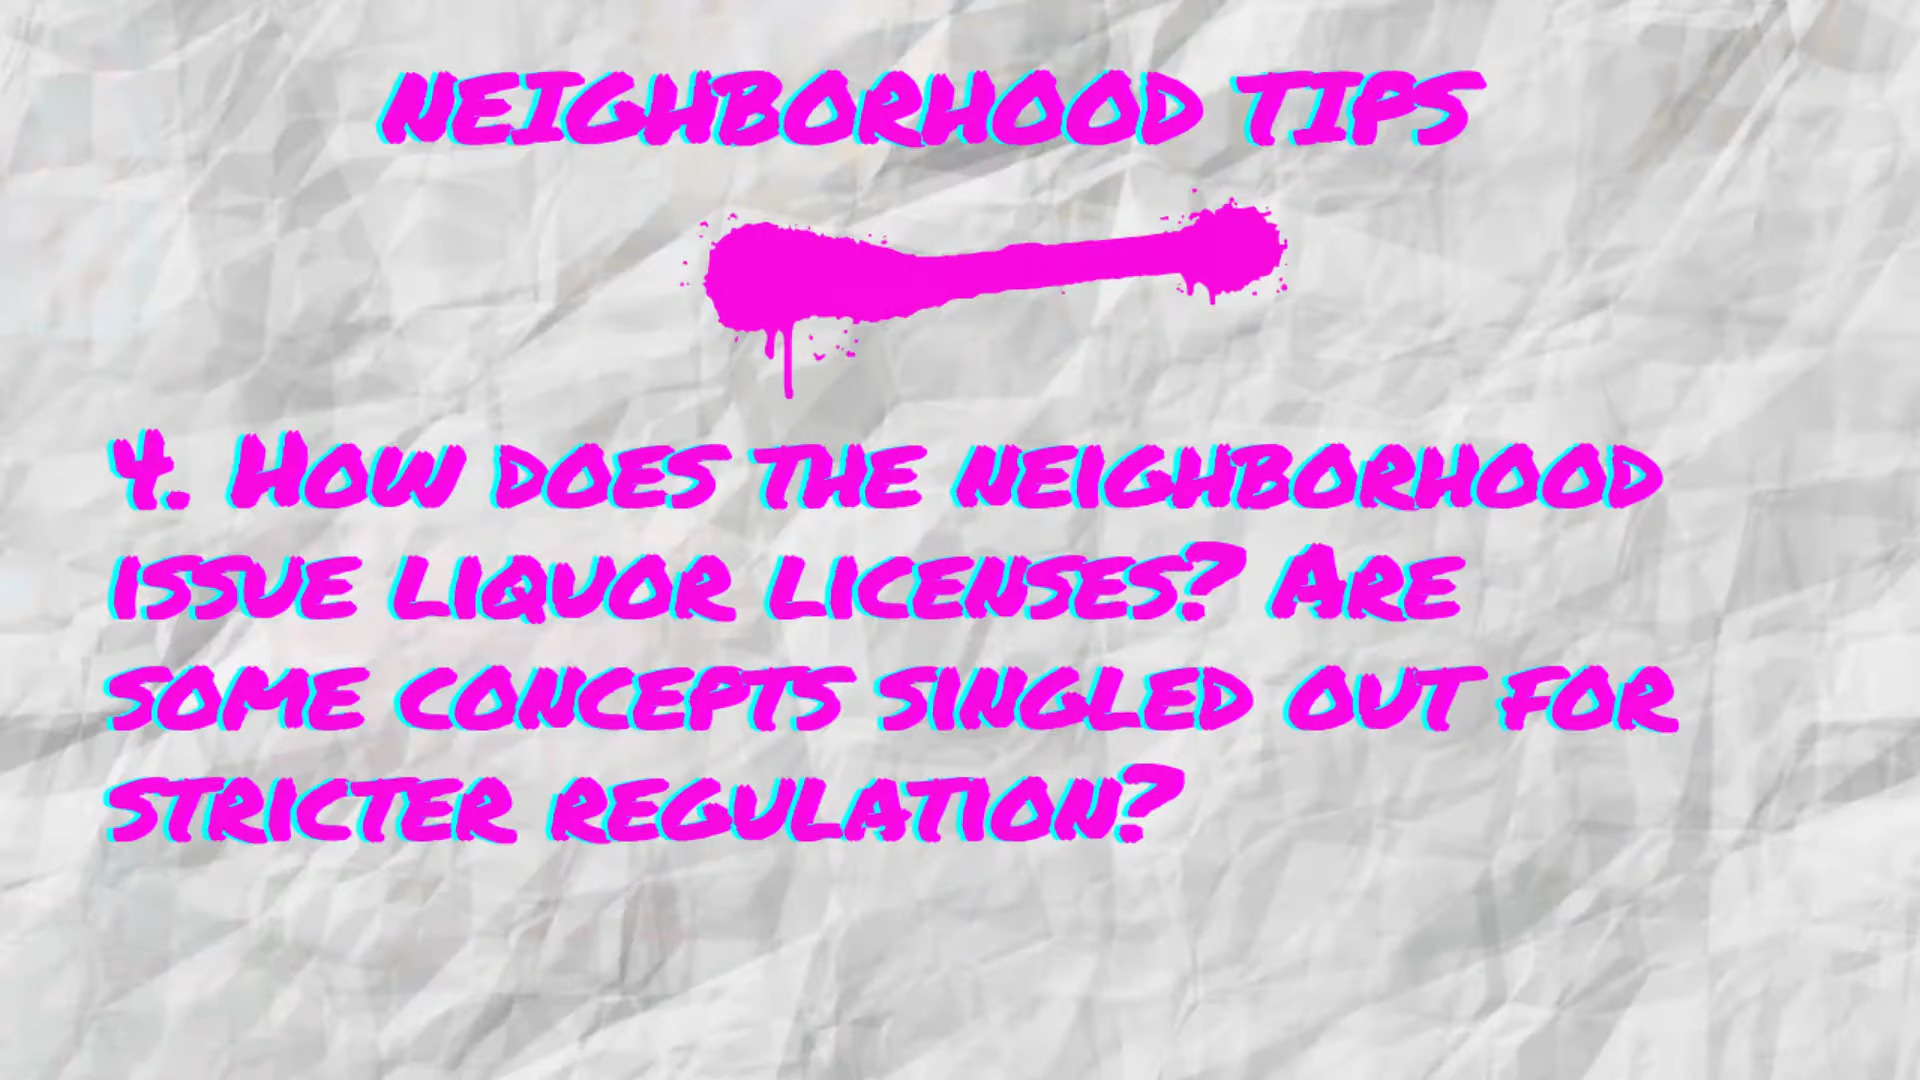 NEIGHBORHOOD TIPS
4. HOW DOES THE NEIGHBORHOOD
ISSUE LIQUOR LICENSES? ARE
SOME CONCEPTS SINGLED OUT FOR
STRICTER REGULATION?